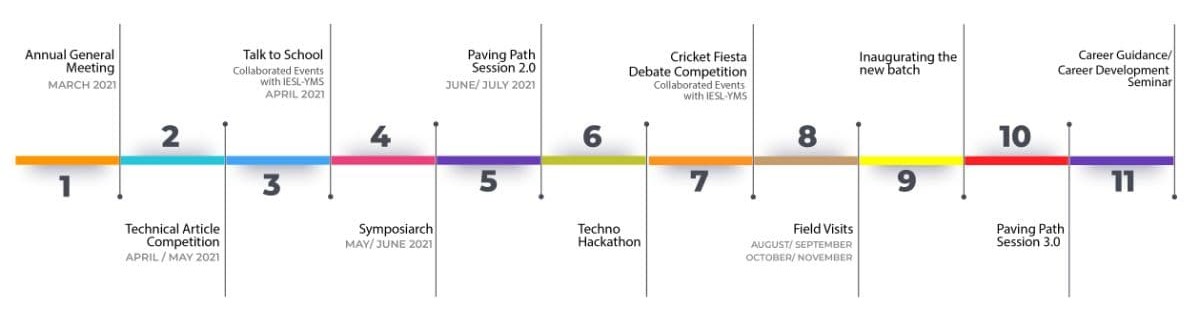 Annual General
Meeting
MARCH 2021
1
2
Technical Article
Competition
APRIL / MAY 2021
Talk to School
Collaborated Events
with IESL-YMS
APRIL 2021
3
4
Symposiarch
MAY/ JUNE 2021
Paving Path
Session 2.0
JUNE/ JULY 2021
5
6
Techno
Hackathon
Cricket Fiesta
Debate Competition
Collaborated Events
with IESL-YMS
7
8
Field Visits
AUGUST/ SEPTEMBER
OCTOBER/ NOVEMBER
Inaugurating the
new batch
9
10
Paving Path
Session 3.0
Career Guidance/
Career Development
Seminar
11